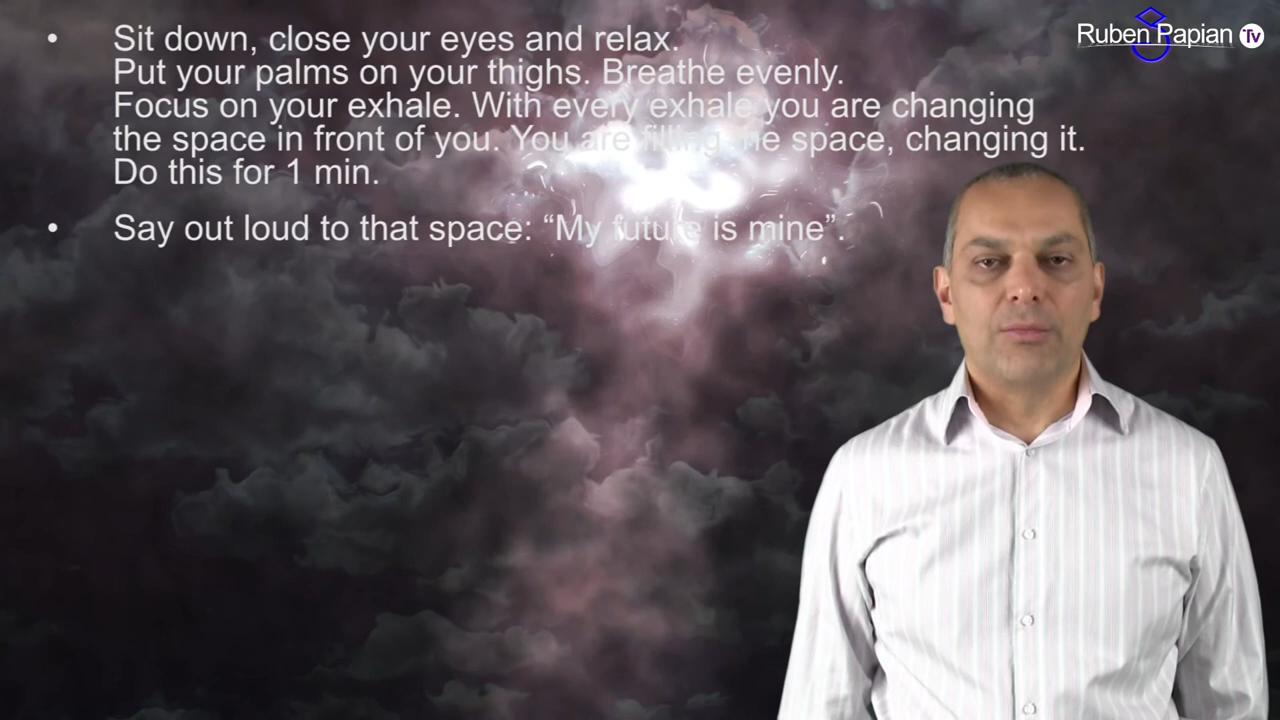 Ruben Papian Tv
• Sit down, close your eyes and relax.
Put your palms on your thighs. Breathe evenly.
Focus on your exhale. With every exhale you are changing
the space in front of you. You are filling the space, changing it.
Do this for 1 min.
• Say out loud to that space: “My future is mine”.